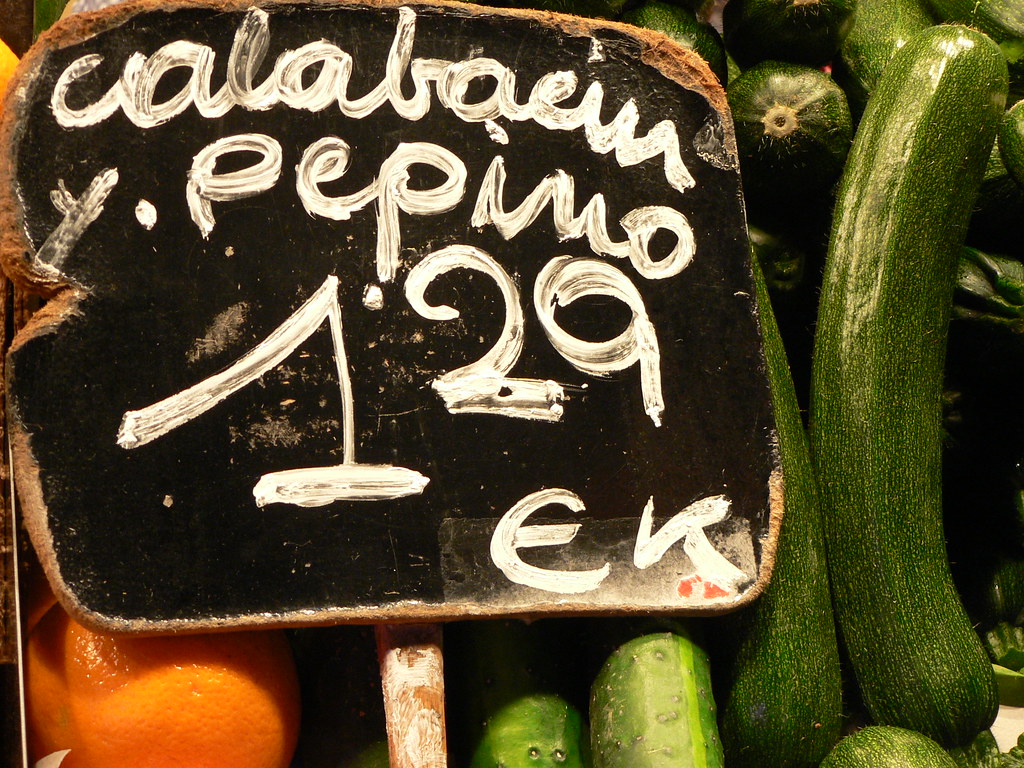 calabacin
y. Pepino
1'29
€ K